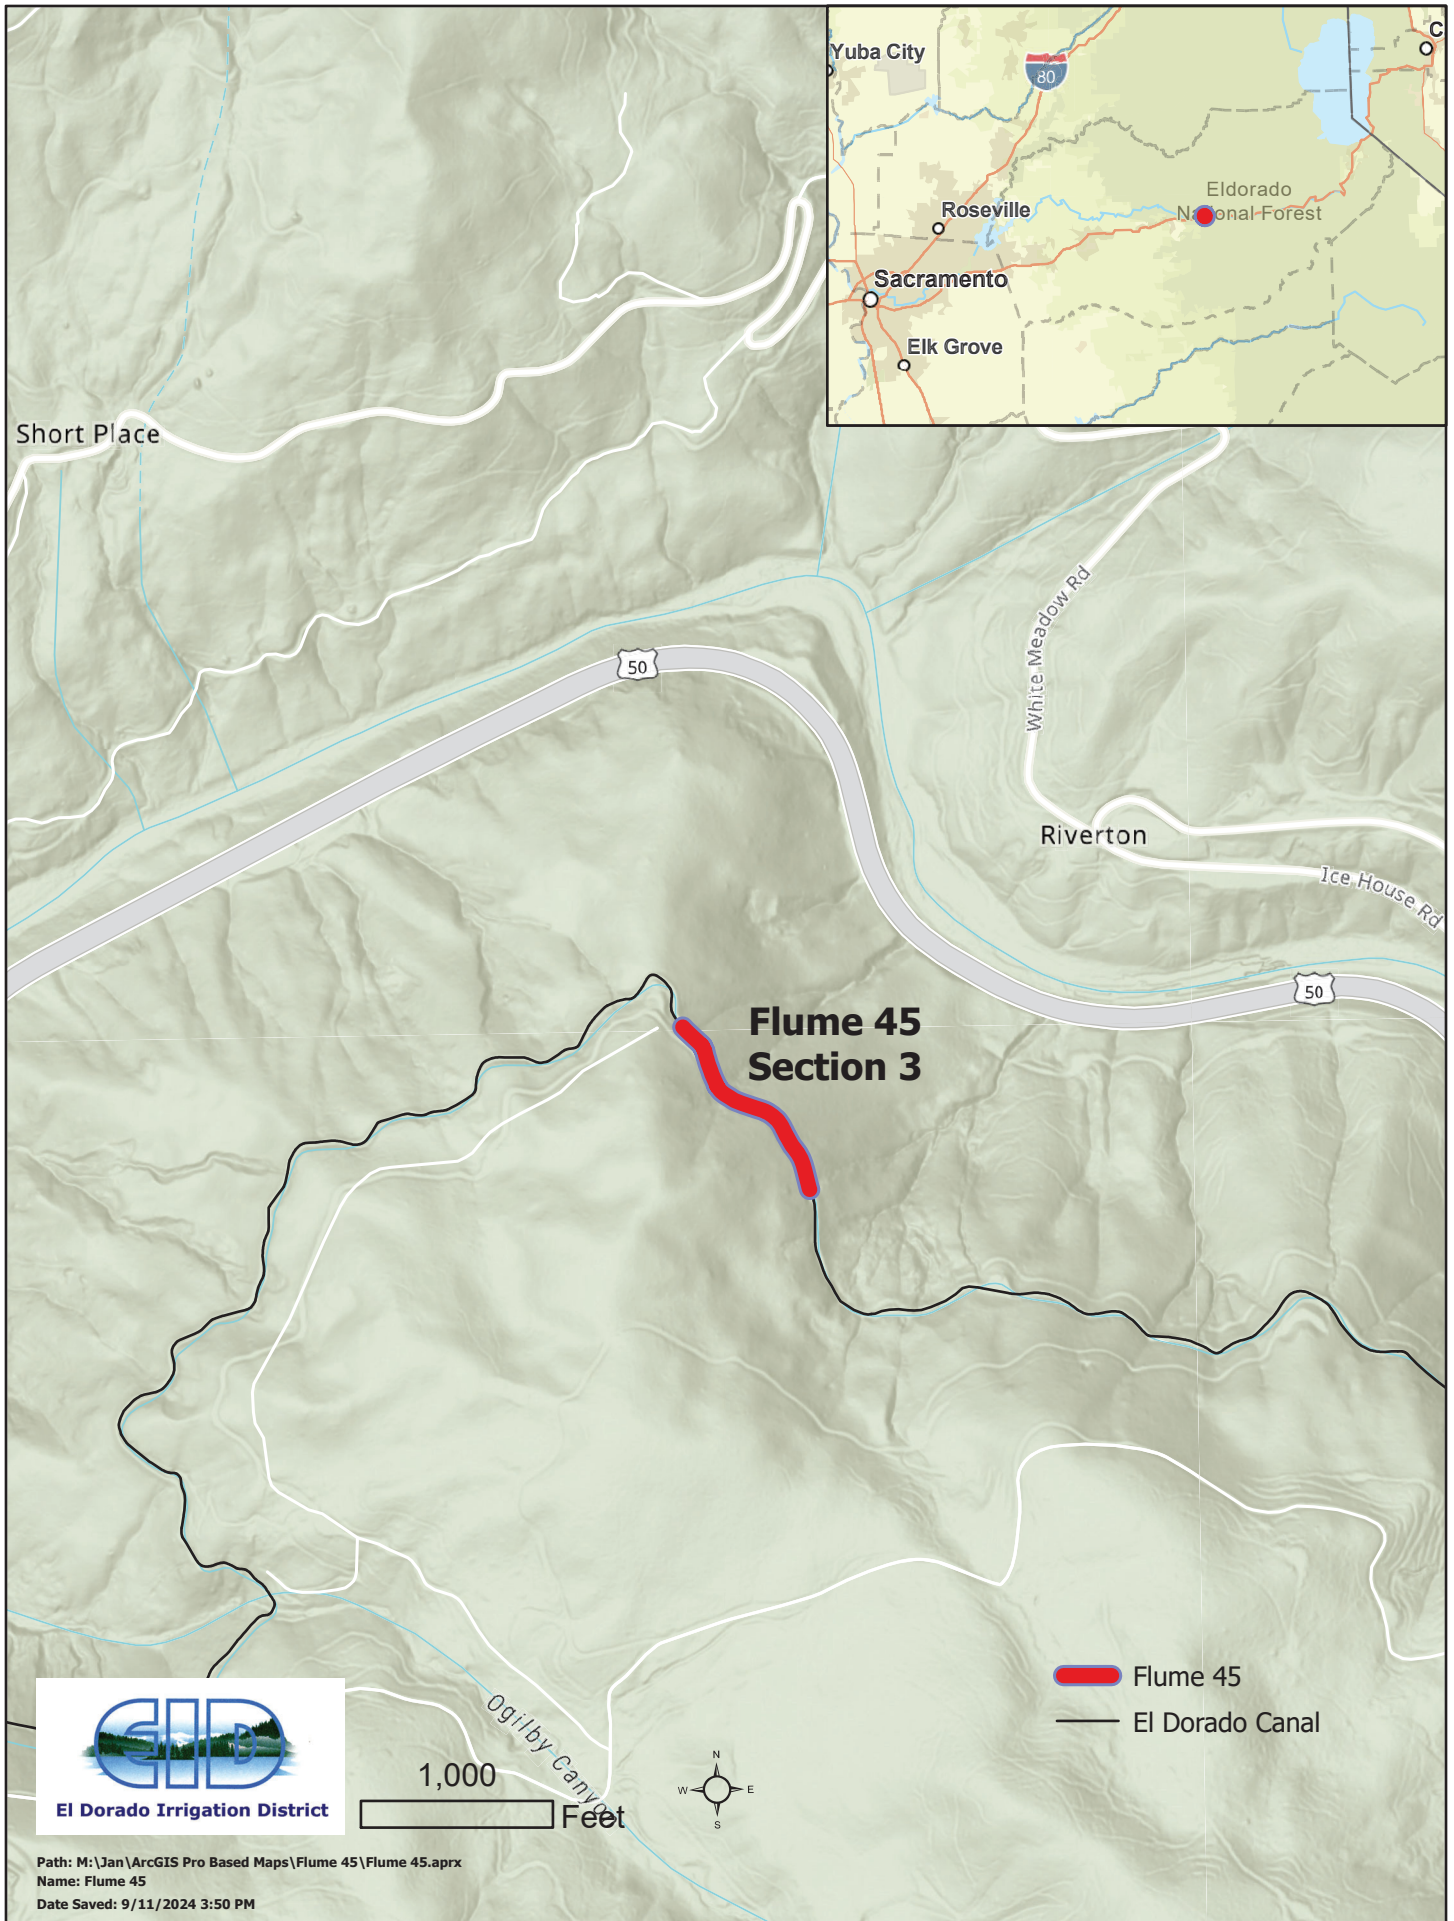 Yuba City
80
C
Eldorado
National Forest
Roseville
Sacramento
Elk Grove
Short Place
White Meadow Rd
50
Riverton
Ice House Rd
50
Flume 45
Section 3
Flume 45
El Dorado Canal
Ogilby Canyon
EID
El Dorado Irrigation District
1,000
Feet
N
W E
S
Path: M:\Jan\ArcGIS Pro Based Maps\Flume 45\Flume 45.aprx
Name: Flume 45
Date Saved: 9/11/2024 3:50 PM